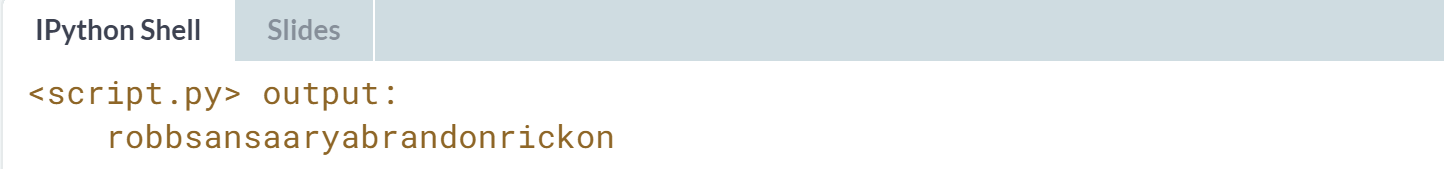 IPython Shell Slides
<script.py> output:
robbsansaaryabrandonrickon